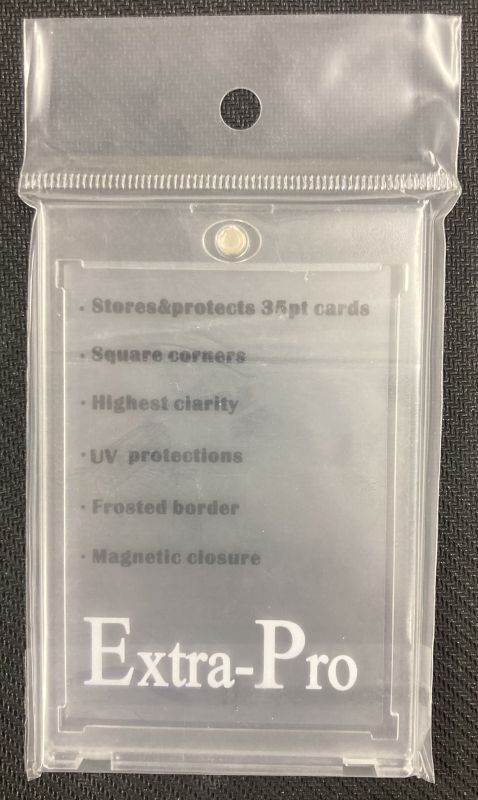 · Stores&protects 35pt cards
· Square corners
· Highest clarity
· UV protections
· Frosted border
· Magnetic closure
Extra-Pro